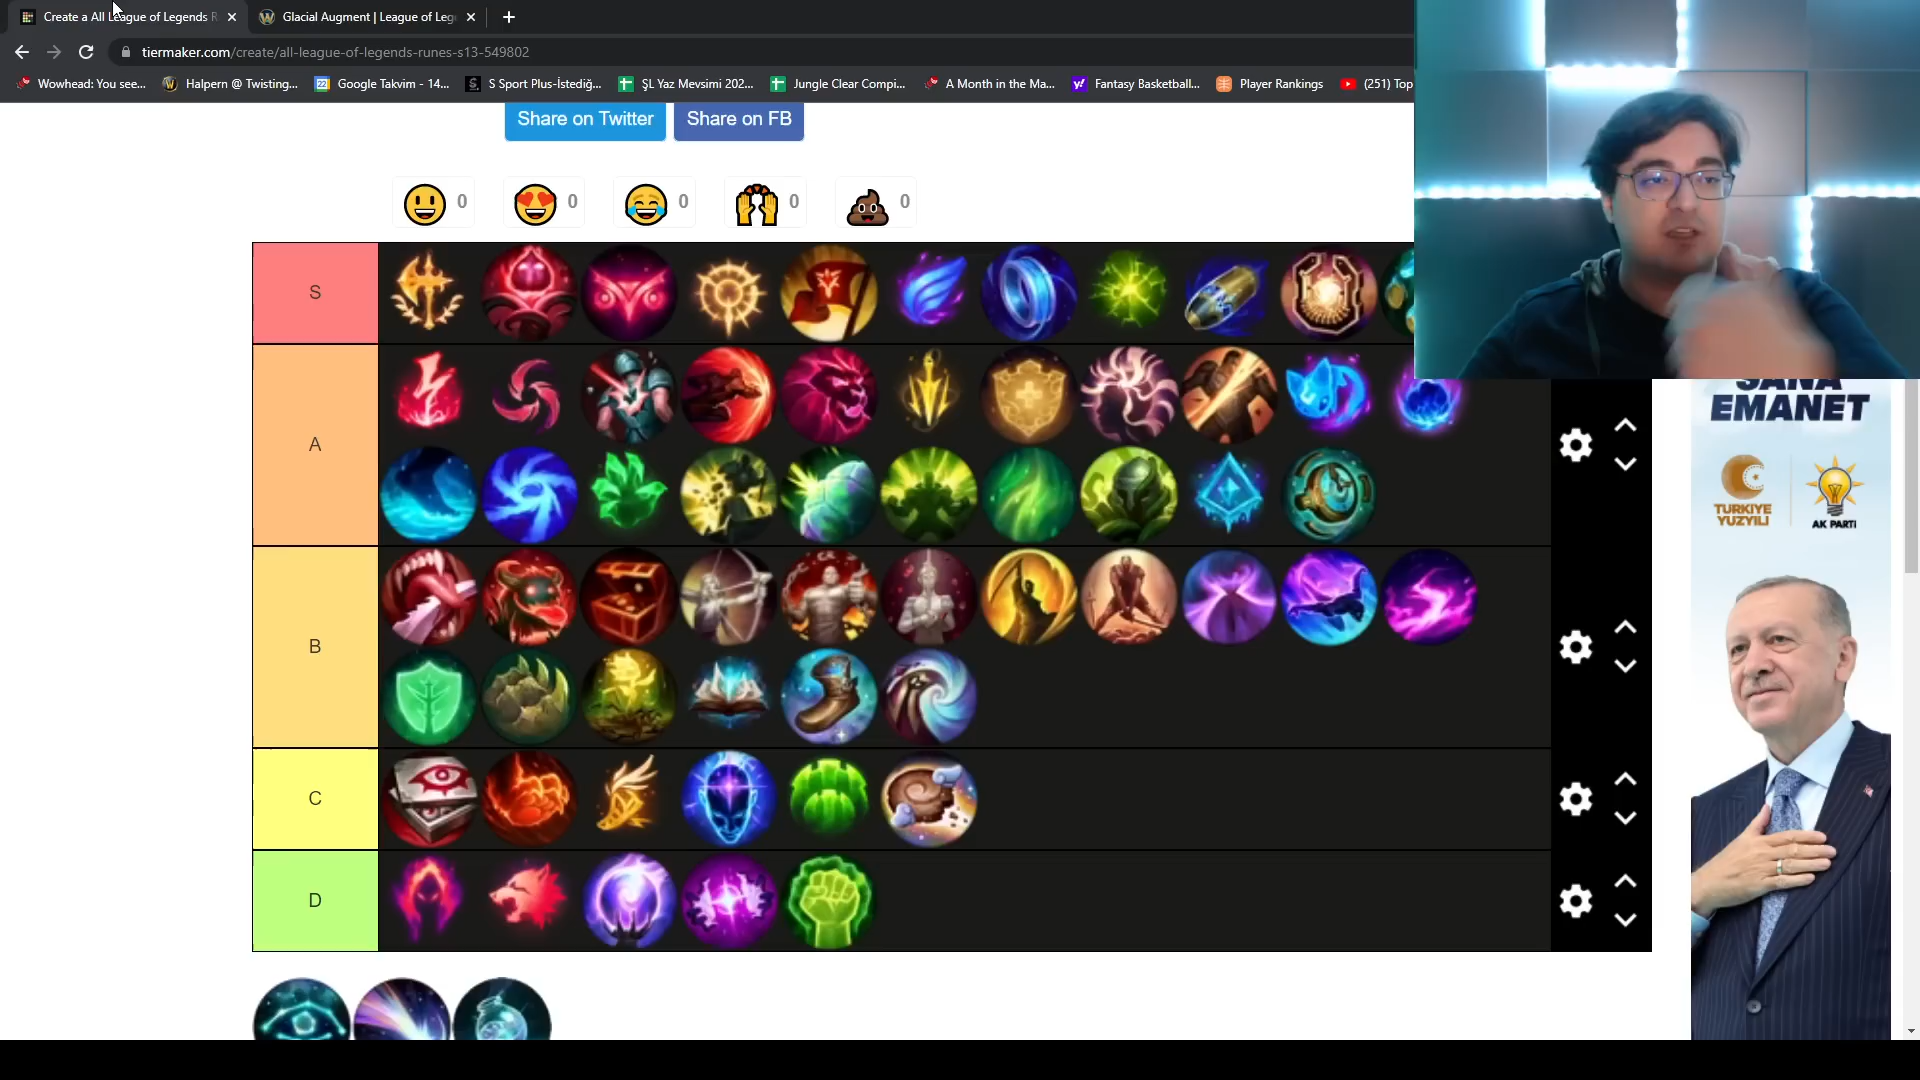 Create a All League of Legends R
Glacial Augment | League of Leg
tiermaker.com/create/all-league-of-legends-runes-s13-549802
Wowhead: You see...
Halpern @ Twisting...
Google Takvim - 14...
S Sport Plus-İstediğ...
ŞL Yaz Mevsimi 202...
Jungle Clear Compi...
A Month in the Ma...
Fantasy Basketball...
Player Rankings
(251) Top
Share on Twitter
Share on FB
0
0
0
0
0
S
A
B
C
D
SANA
EMANET
TÜRKİYE
YÜZYILI
AK PARTİ